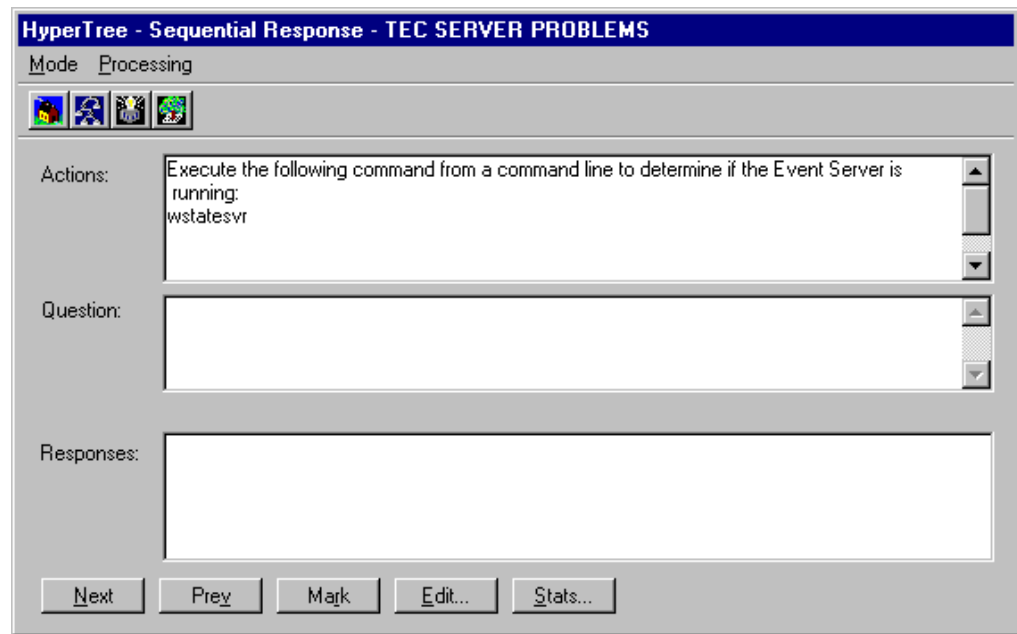 HyperTree - Sequential Response - TEC SERVER PROBLEMS
Mode Processing
Actions:
Execute the following command from a command line to determine if the Event Server is
running:
wstatesvr
Question:
Responses:
Next Prev Mark Edit... Stats...